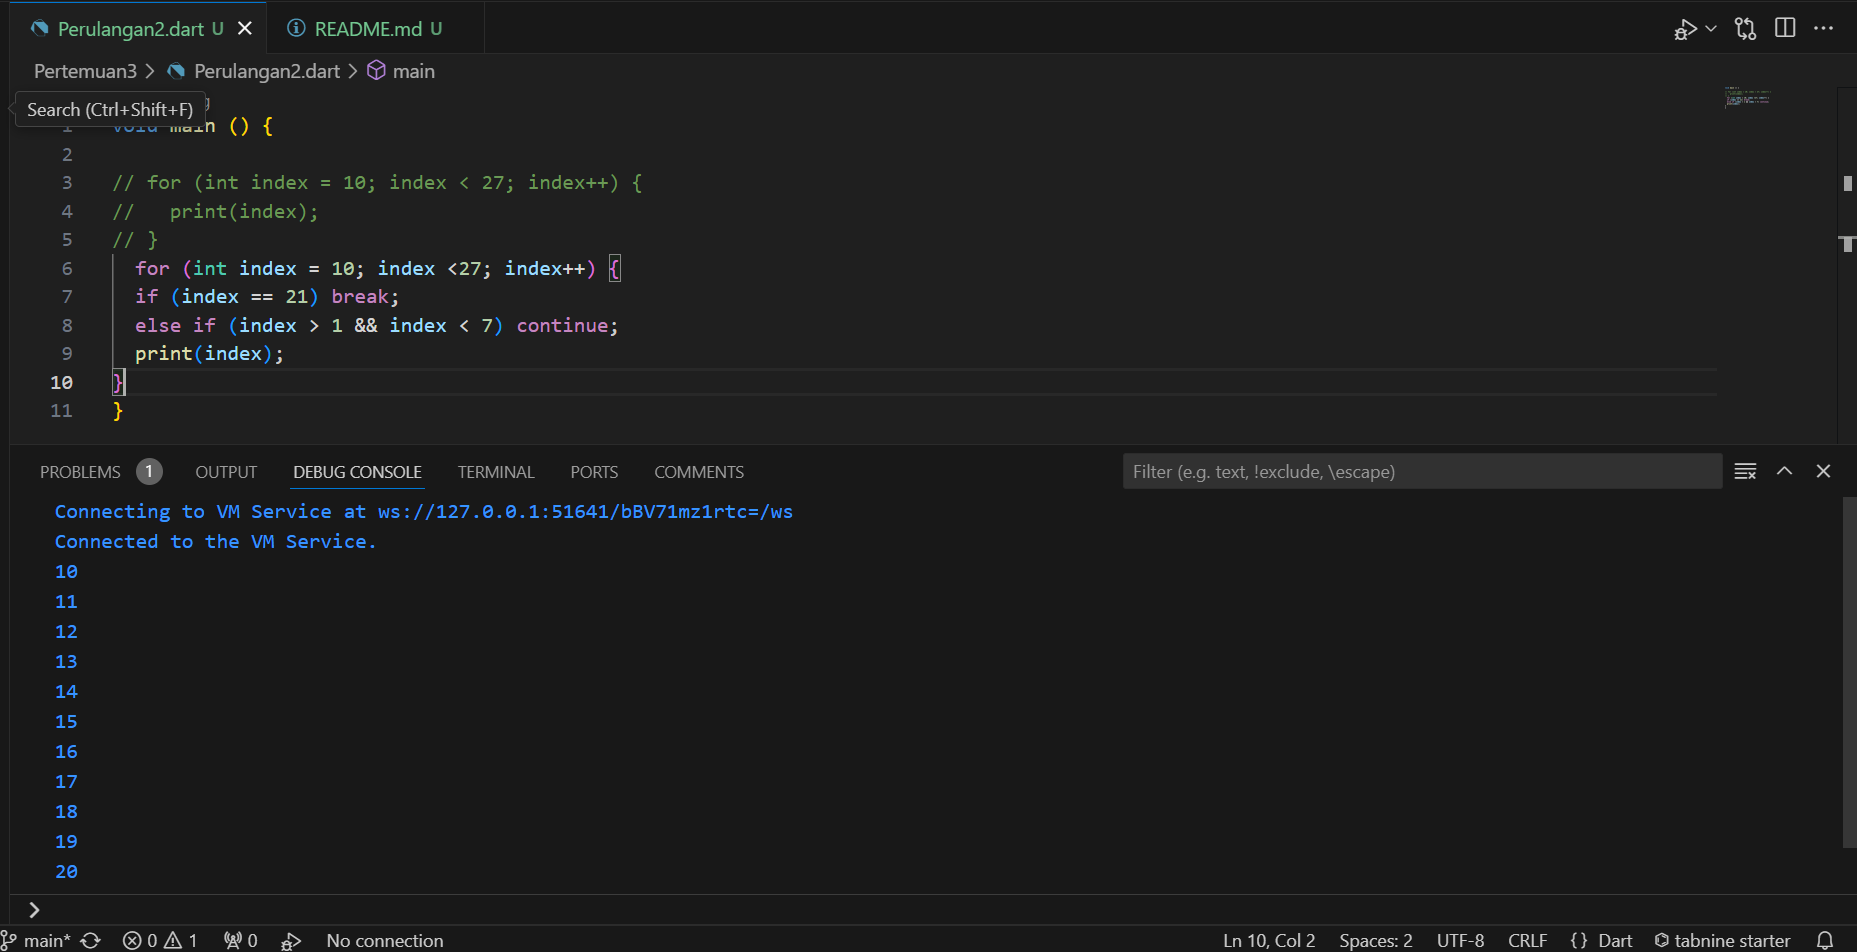 Perulangan2.dart U
README.md U
Pertemuan3 > Perulangan2.dart > main
Search (Ctrl+Shift+F)
1 void main () {
2
3 // for (int index = 10; index < 27; index++) {
4 //   print(index);
5 // }
6   for (int index = 10; index <27; index++) {
7   if (index == 21) break;
8   else if (index > 1 && index < 7) continue;
9   print(index);
10 }
11 }
PROBLEMS 1 OUTPUT DEBUG CONSOLE TERMINAL PORTS COMMENTS
Filter (e.g. text, !exclude, \escape)
Connecting to VM Service at ws://127.0.0.1:51641/bBV71mz1rtc=/ws
Connected to the VM Service.
10
11
12
13
14
15
16
17
18
19
20
>
main* 0 1 0 No connection Ln 10, Col 2 Spaces: 2 UTF-8 CRLF {} Dart tabnine starter